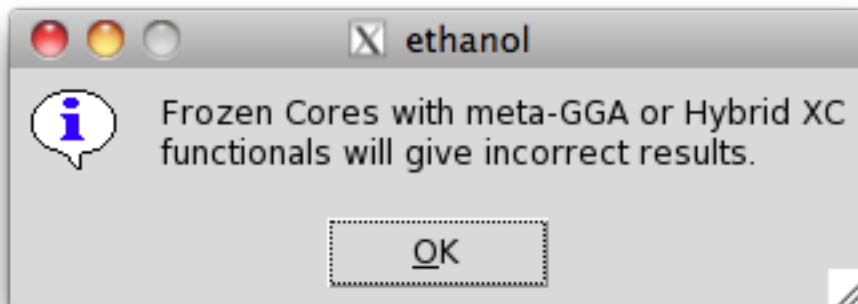 ethanol
Frozen Cores with meta-GGA or Hybrid XC
functionals will give incorrect results.
OK